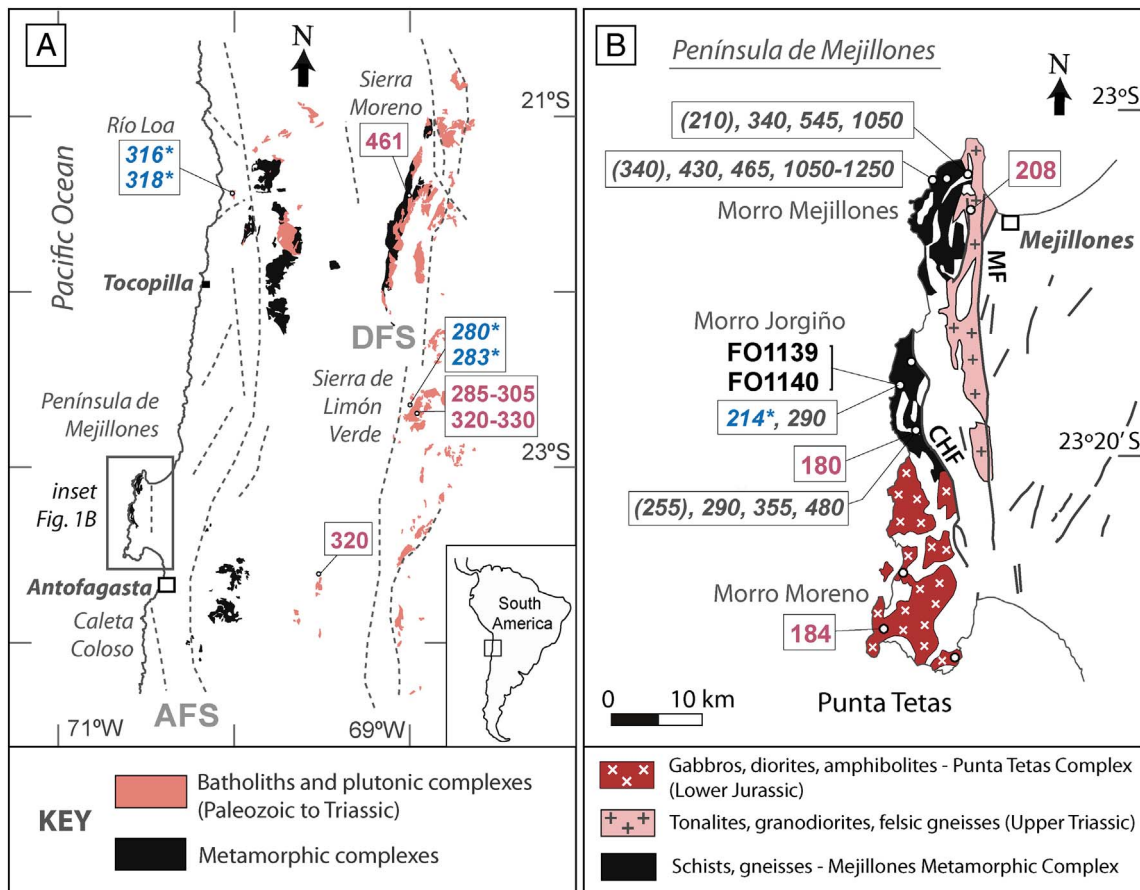 A
N
Sierra
Moreno
461
21ºS
Río Loa
316*
318*
Pacific Ocean
Tocopilla
DFS
280*
283*
Sierra de
Limón
Verde
285-305
320-330
Península de
Mejillones
23ºS
inset
Fig. 1B
320
Antofagasta
Caleta
Coloso
South
America
AFS
71ºW
69ºW
KEY
Batholiths and plutonic complexes
(Paleozoic to Triassic)
Metamorphic complexes
B
Península de Mejillones
N
23º
(210), 340, 545, 1050
(340), 430, 465, 1050-1250
208
Morro Mejillones
Mejillones
MF
Morro Jorgiño
FO1139
FO1140
214*, 290
CHF
23º20'S
180
(255), 290, 355, 480
Morro Moreno
184
0 10 km
Punta Tetas
Gabbros, diorites, amphibolites - Punta Tetas Complex
(Lower Jurassic)
Tonalites, granodiorites, felsic gneisses (Upper Triassic)
Schists, gneisses - Mejillones Metamorphic Complex